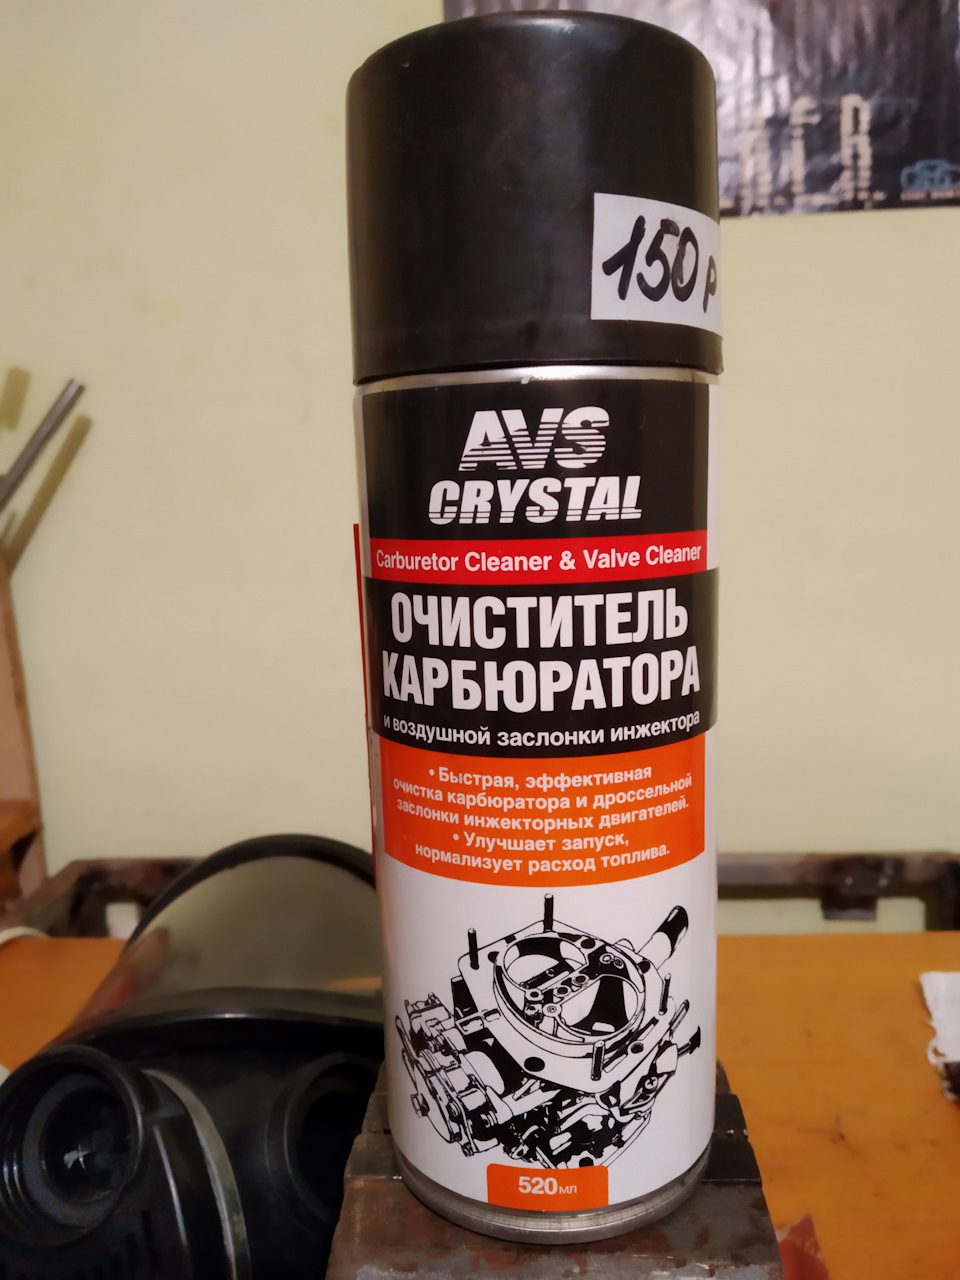 150 р
AVS
CRYSTAL
Carburetor Cleaner & Valve Cleaner
ОЧИСТИТЕЛЬ
КАРБЮРАТОРА
и воздушной заслонки инжектора
• Быстрая, эффективная
очистка карбюратора и дроссельной
заслонки инжекторных двигателей.
• Улучшает запуск,
нормализует расход топлива.
520мл